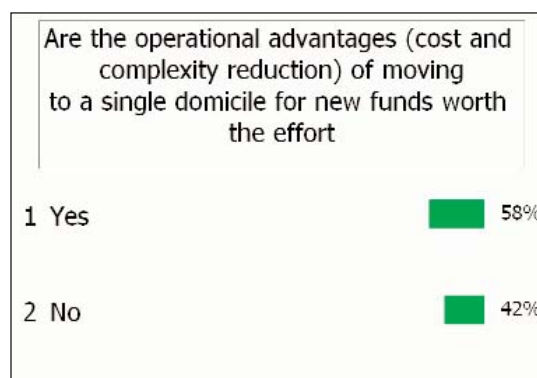 Are the operational advantages (cost and
complexity reduction) of moving
to a single domicile for new funds worth
the effort
1 Yes 58%
2 No 42%